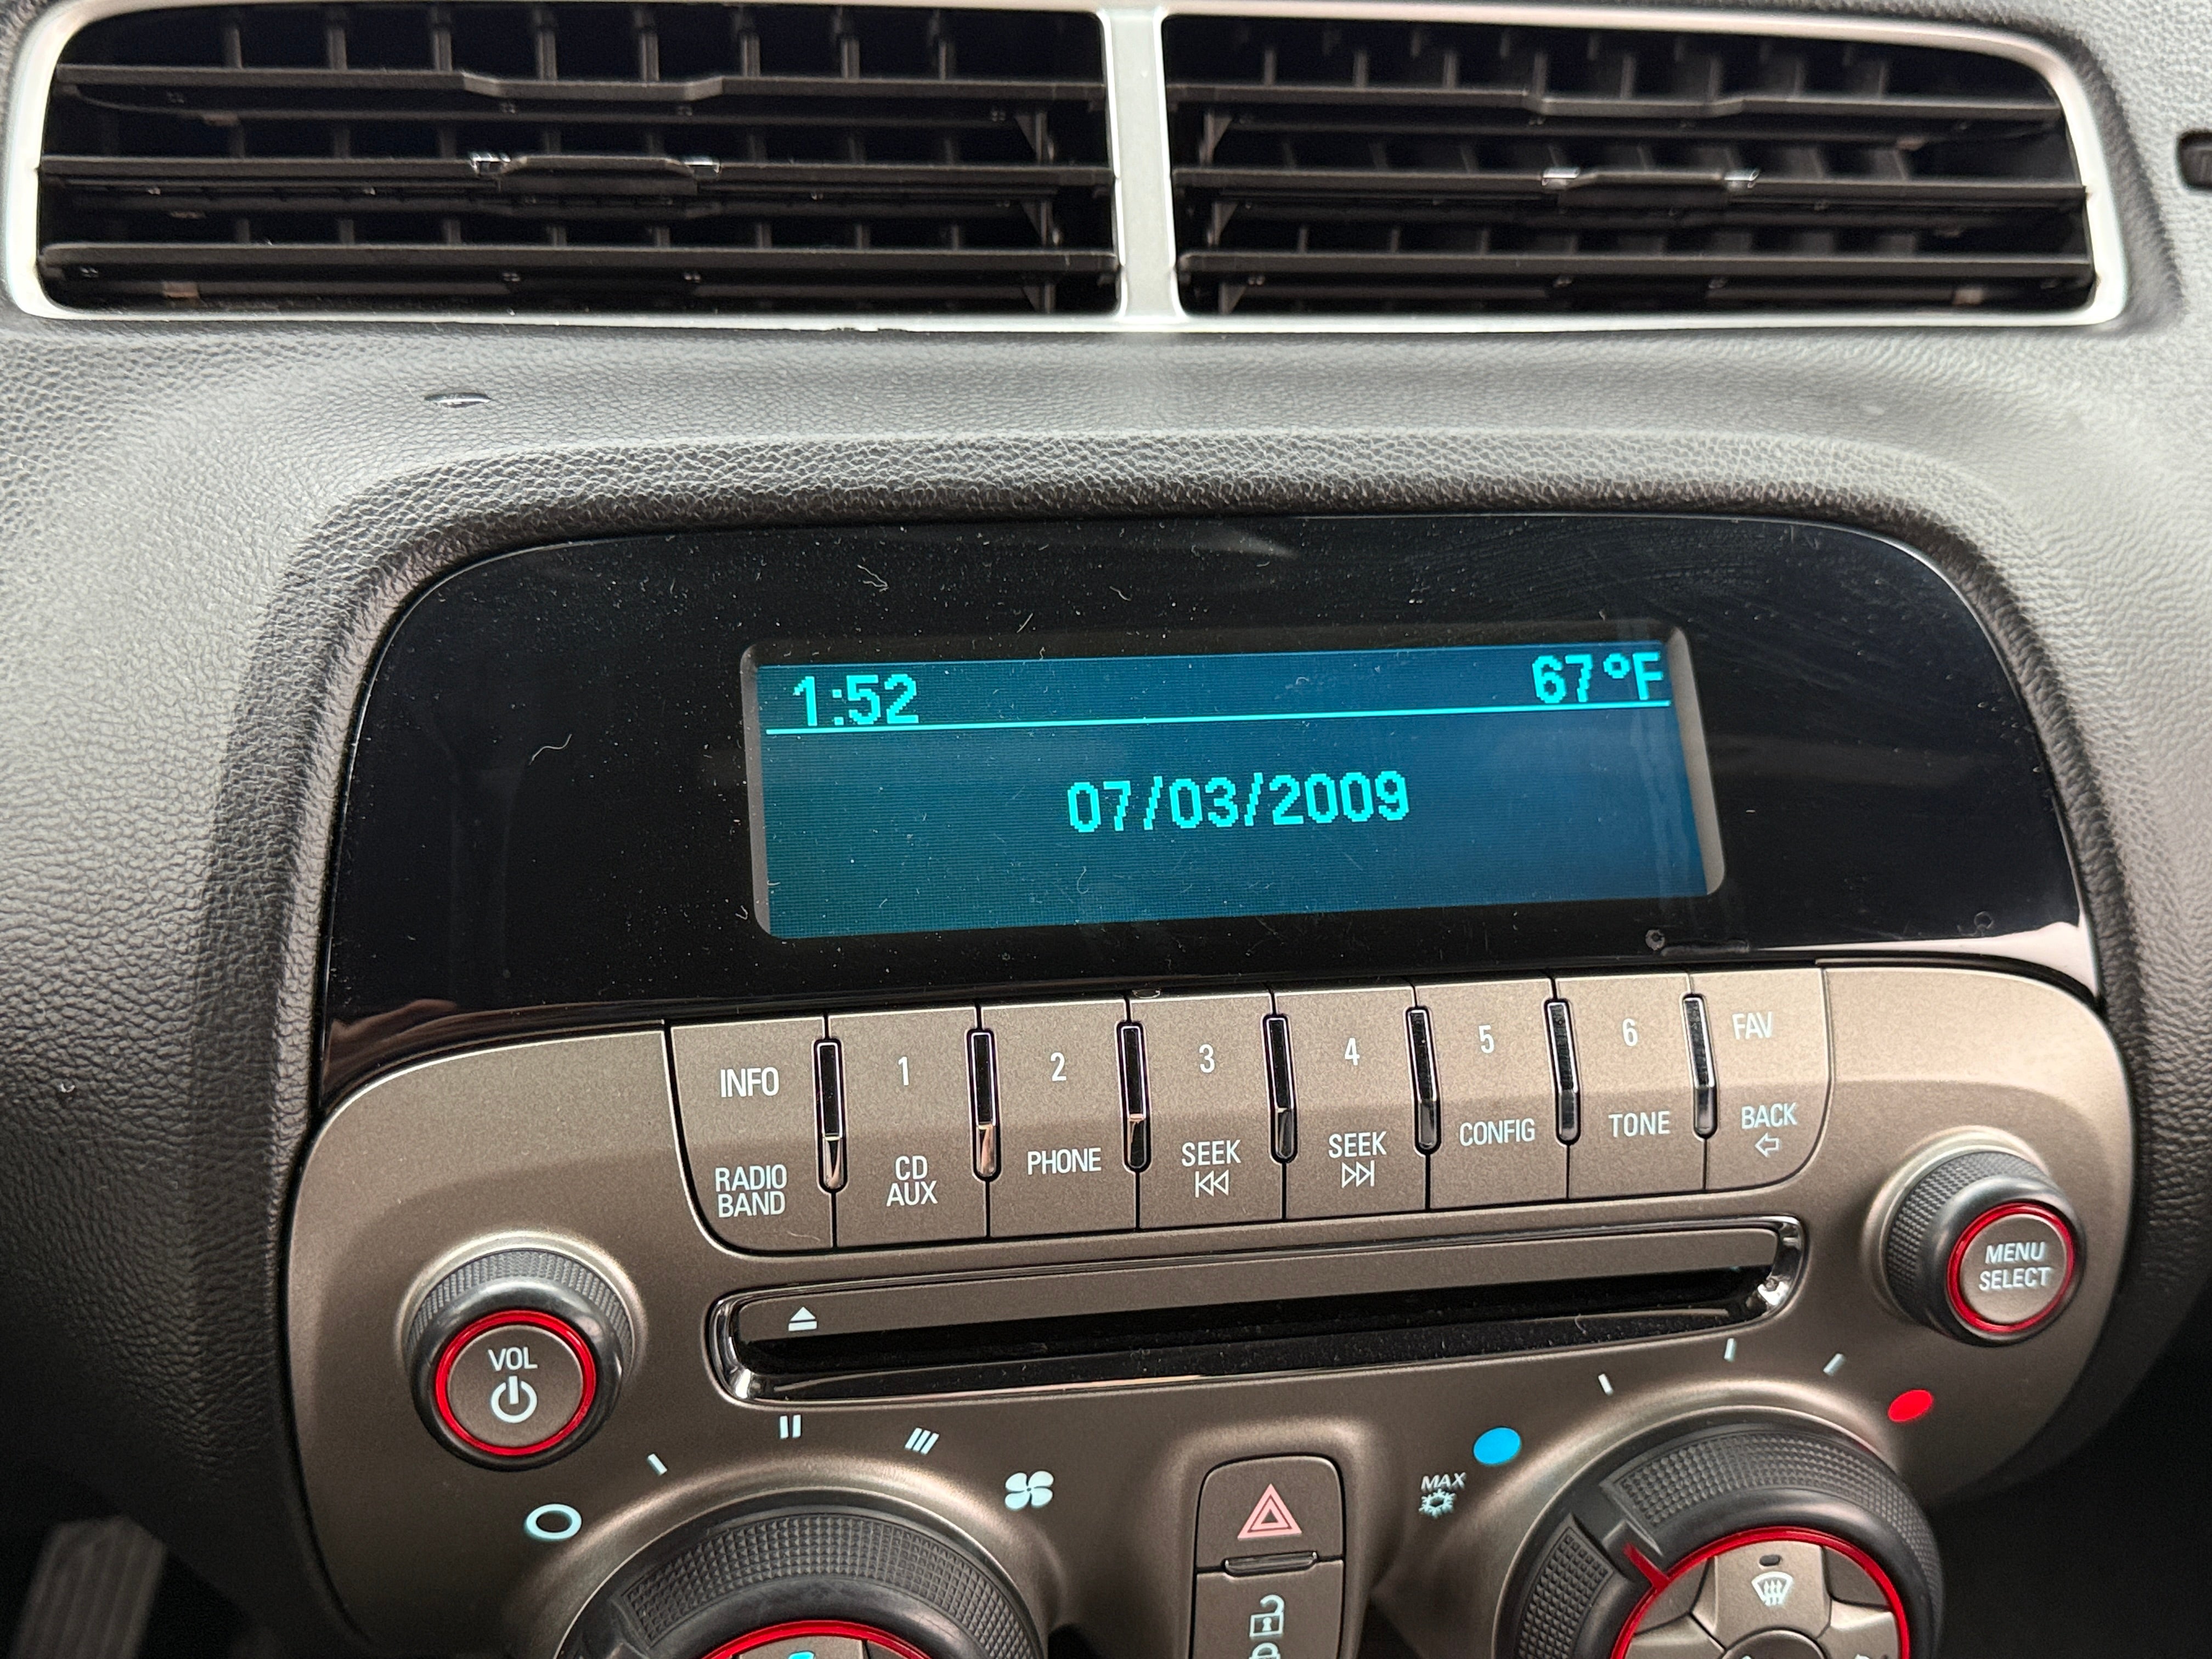 1:52 67°F
07/03/2009
INFO 1 2 3 4 5 6 FAV
RADIO BAND CD AUX PHONE SEEK SEEK CONFIG TONE BACK
MENU SELECT
VOL
MAX